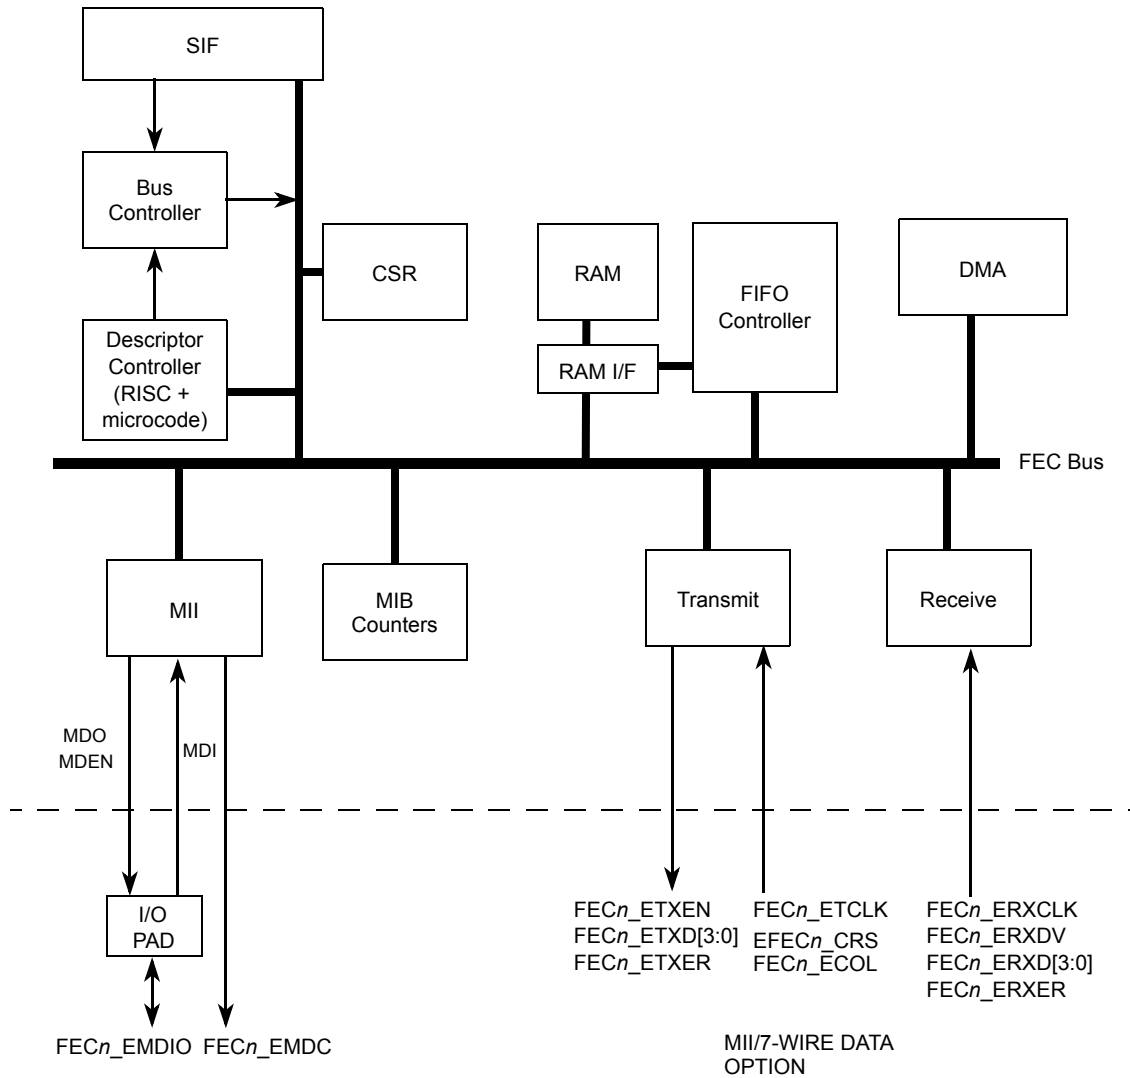 SIF
Bus
Controller
CSR
RAM
FIFO
Controller
DMA
Descriptor
Controller
(RISC +
microcode)
RAM I/F
FEC Bus
MII
MIB
Counters
Transmit
Receive
MDO
MDEN
MDI
I/O
PAD
FECn_EMDIO
FECn_EMDC
FECn_ETXEN
FECn_ETXD[3:0]
FECn_ETXER
FECn_ETCLK
EFECn_CRS
FECn_ECOL
FECn_ERXCLK
FECn_ERXDV
FECn_ERXD[3:0]
FECn_ERXER
MII/7-WIRE DATA
OPTION